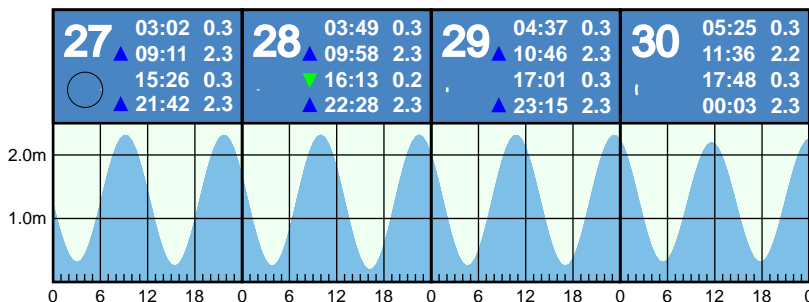 27 03:02 0.3
▲ 09:11 2.3
15:26 0.3
▲ 21:42 2.3
28 03:49 0.3
▲ 09:58 2.3
▼ 16:13 0.2
▲ 22:28 2.3
29 04:37 0.3
▲ 10:46 2.3
17:01 0.3
▲ 23:15 2.3
30 05:25 0.3
11:36 2.2
17:48 0.3
00:03 2.3
2.0m
1.0m
0 6 12 18 0 6 12 18 0 6 12 18 0 6 12 18